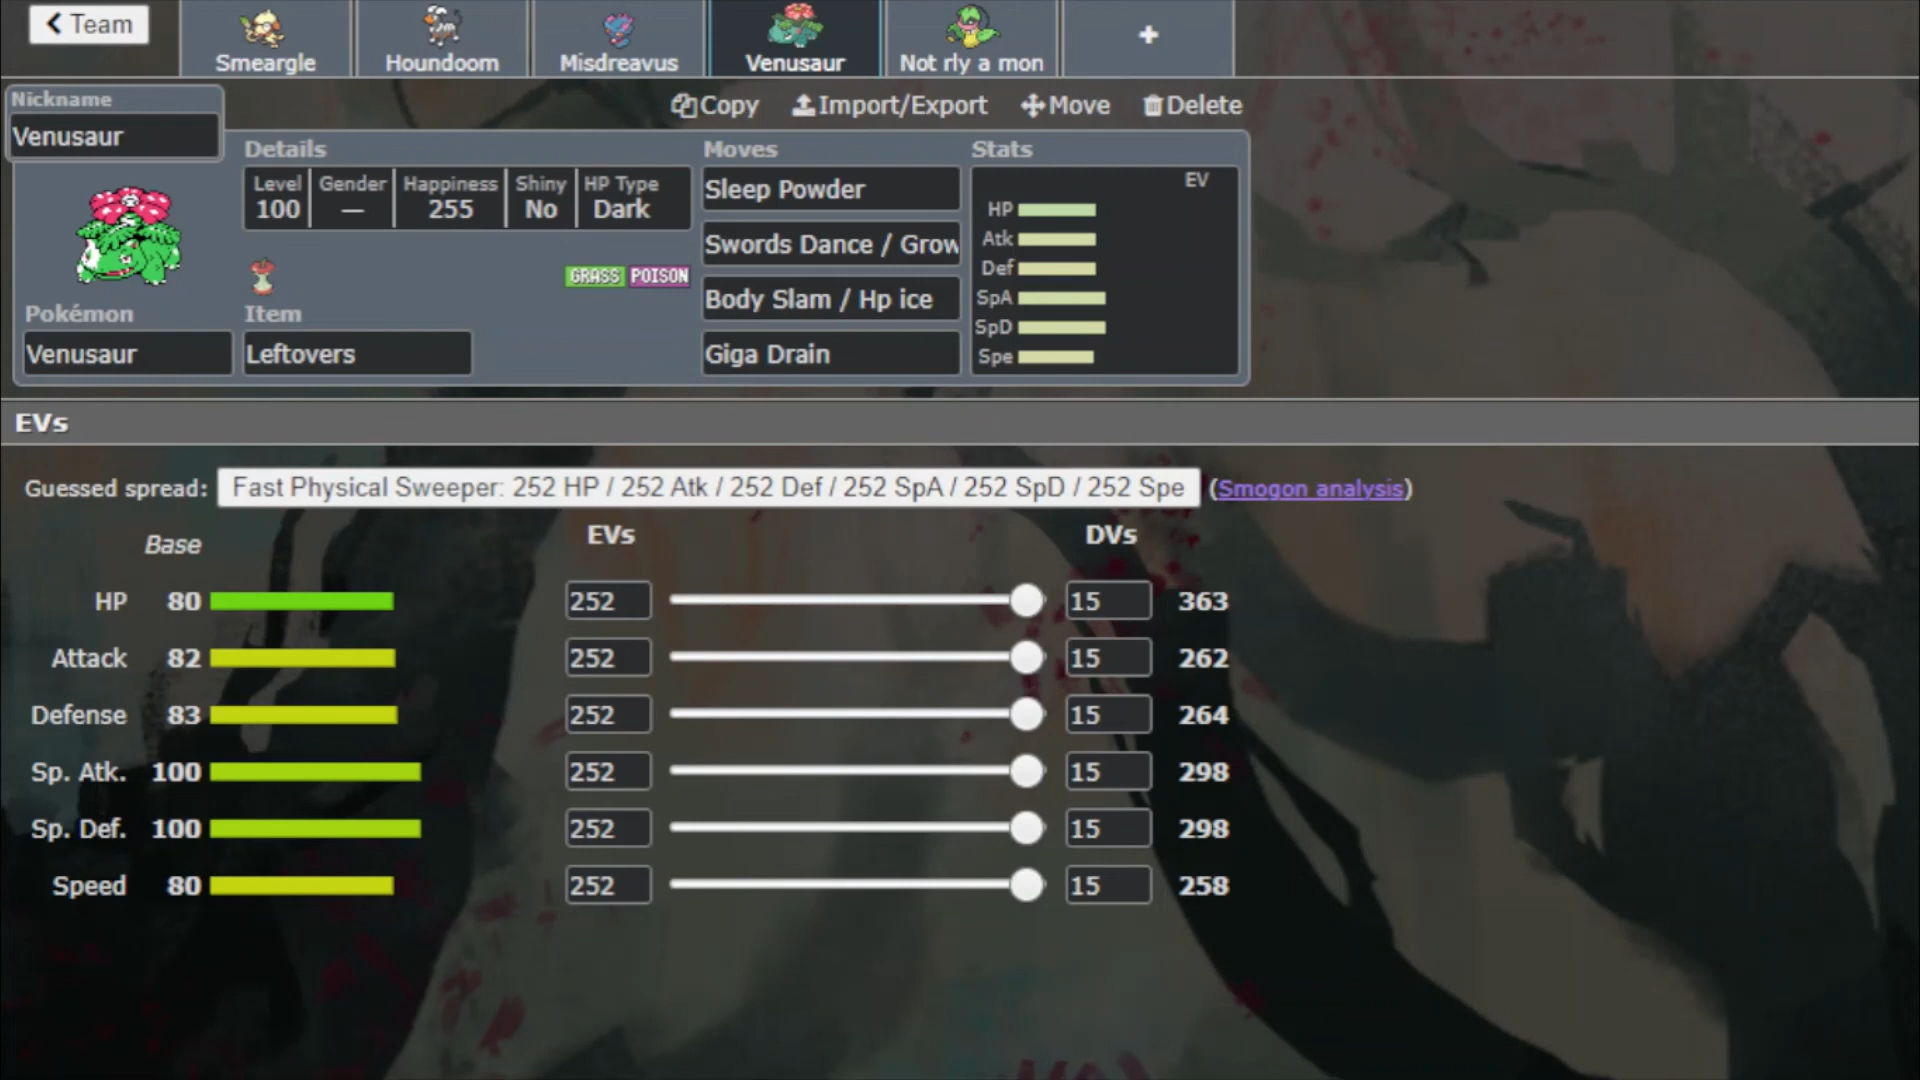 Team
Smeargle
Houndoom
Misdreavus
Venusaur
Not rly a mon
+
Nickname
Venusaur
Copy
Import/Export
Move
Delete
Details
Level
100
Gender
—
Happiness
255
Shiny
No
HP Type
Dark
GRASS POISON
Pokémon
Venusaur
Item
Leftovers
Moves
Sleep Powder
Swords Dance / Grow
Body Slam / Hp ice
Giga Drain
Stats
EV
HP
Atk
Def
SpA
SpD
Spe
EVs
Guessed spread: Fast Physical Sweeper: 252 HP / 252 Atk / 252 Def / 252 SpA / 252 SpD / 252 Spe (Smogon analysis)
Base EVs DVs
HP 80 252 15 363
Attack 82 252 15 262
Defense 83 252 15 264
Sp. Atk. 100 252 15 298
Sp. Def. 100 252 15 298
Speed 80 252 15 258